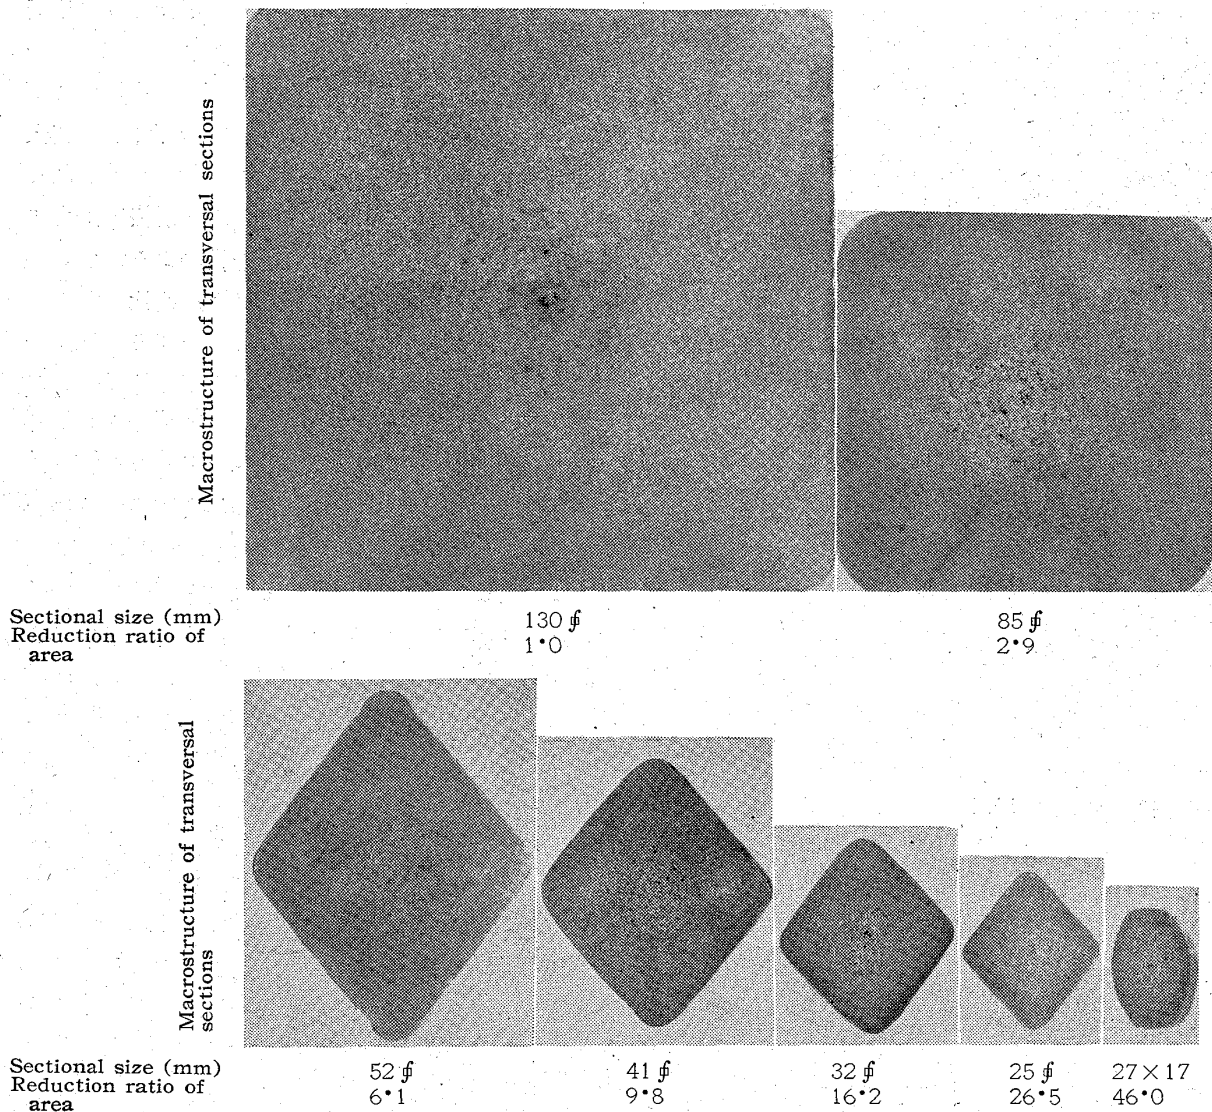 Macrostructure of transversal sections
Sectional size (mm) 130 ⌀ 85 ⌀
Reduction ratio of area 1·0 2·9
Macrostructure of transversal
sections
Sectional size (mm) 52 ⌀ 41 ⌀ 32 ⌀ 25 ⌀ 27×17
Reduction ratio of area 6·1 9·8 16·2 26·5 46·0